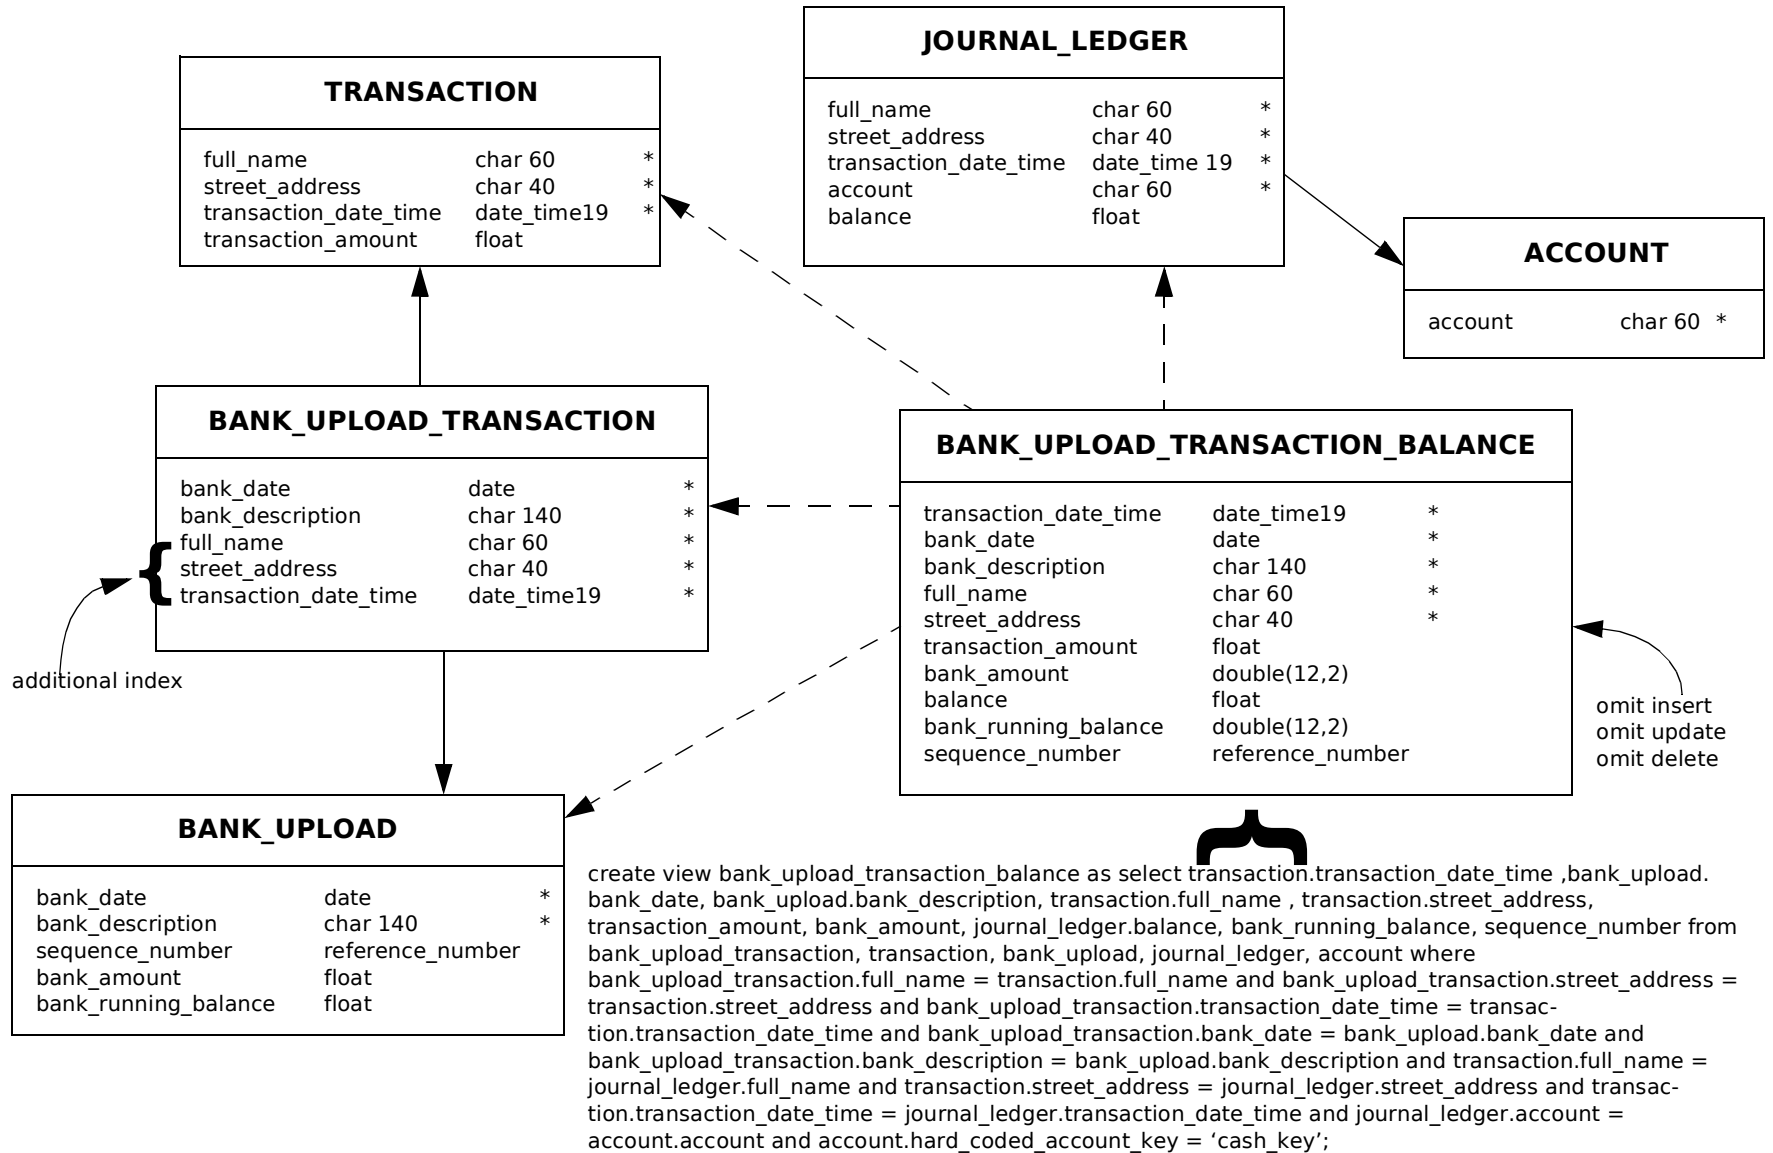 JOURNAL_LEDGER
full_name char 60 *
street_address char 40 *
transaction_date_time date_time 19 *
account char 60 *
balance float
TRANSACTION
full_name char 60 *
street_address char 40 *
transaction_date_time date_time19 *
transaction_amount float
ACCOUNT
account char 60 *
BANK_UPLOAD_TRANSACTION
bank_date date *
bank_description char 140 *
full_name char 60 *
street_address char 40 *
transaction_date_time date_time19 *
{
additional index
BANK_UPLOAD_TRANSACTION_BALANCE
transaction_date_time date_time19 *
bank_date date *
bank_description char 140 *
full_name char 60 *
street_address char 40 *
transaction_amount float
bank_amount double(12,2)
balance float
bank_running_balance double(12,2)
sequence_number reference_number
omit insert
omit update
omit delete
BANK_UPLOAD
bank_date date *
bank_description char 140 *
sequence_number reference_number
bank_amount float
bank_running_balance float
{
create view bank_upload_transaction_balance as select transaction.transaction_date_time ,bank_upload.
bank_date, bank_upload.bank_description, transaction.full_name , transaction.street_address,
transaction_amount, bank_amount, journal_ledger.balance, bank_running_balance, sequence_number from
bank_upload_transaction, transaction, bank_upload, journal_ledger, account where
bank_upload_transaction.full_name = transaction.full_name and bank_upload_transaction.street_address =
transaction.street_address and bank_upload_transaction.transaction_date_time = transac-
tion.transaction_date_time and bank_upload_transaction.bank_date = bank_upload.bank_date and
bank_upload_transaction.bank_description = bank_upload.bank_description and transaction.full_name =
journal_ledger.full_name and transaction.street_address = journal_ledger.street_address and transac-
tion.transaction_date_time = journal_ledger.transaction_date_time and journal_ledger.account =
account.account and account.hard_coded_account_key = ‘cash_key’;